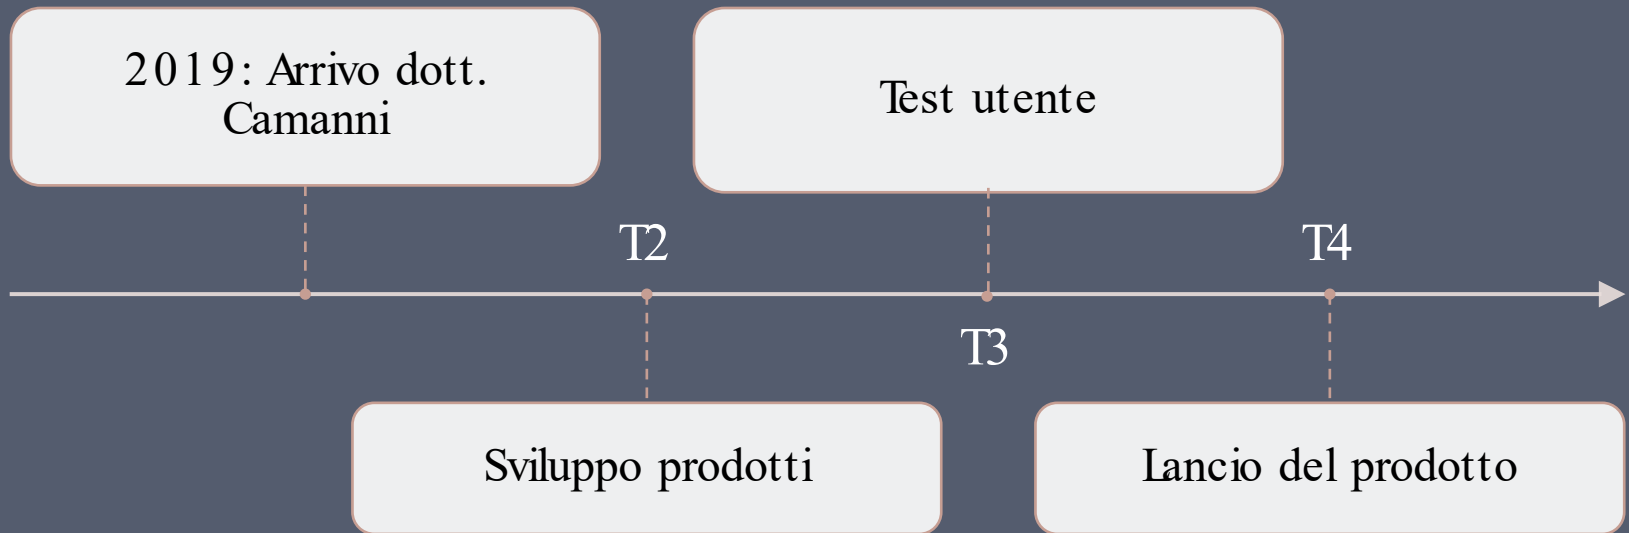 2019: Arrivo dott.
Camanni
Test utente
T2
T4
T3
Sviluppo prodotti
Lancio del prodotto